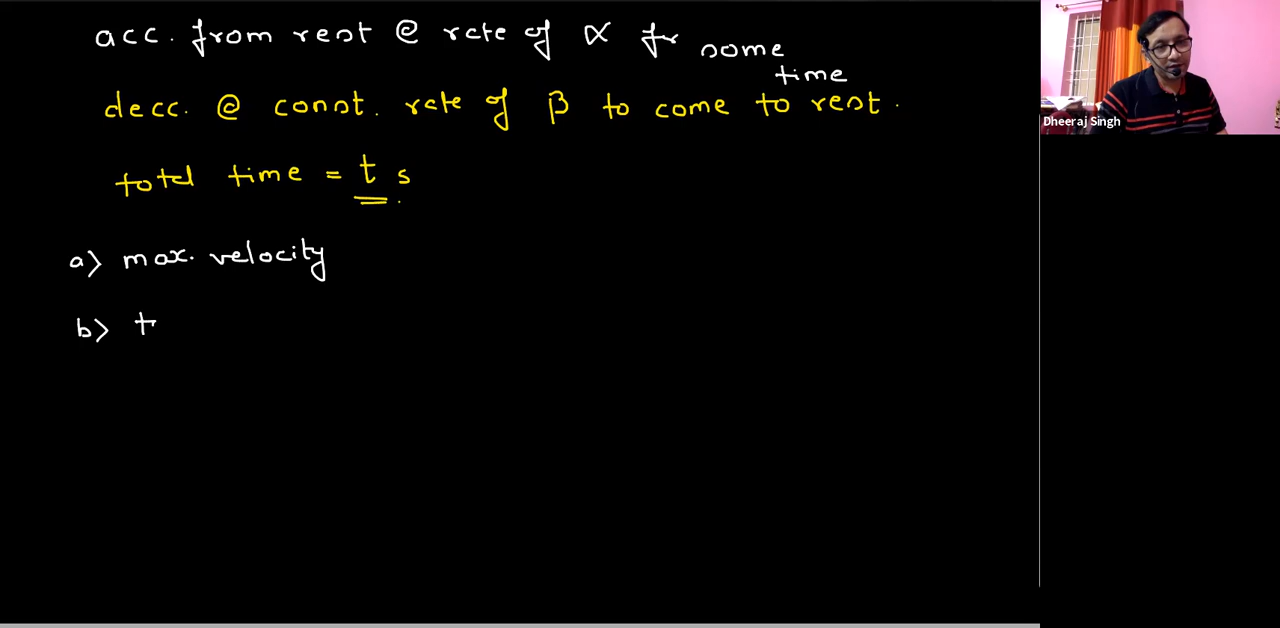 acc. from rest @ rate of α fr some
time
decc. @ const. rate of β to come to rest.
total time = t s
a) max. velocity
b) t
Dheeraj Singh